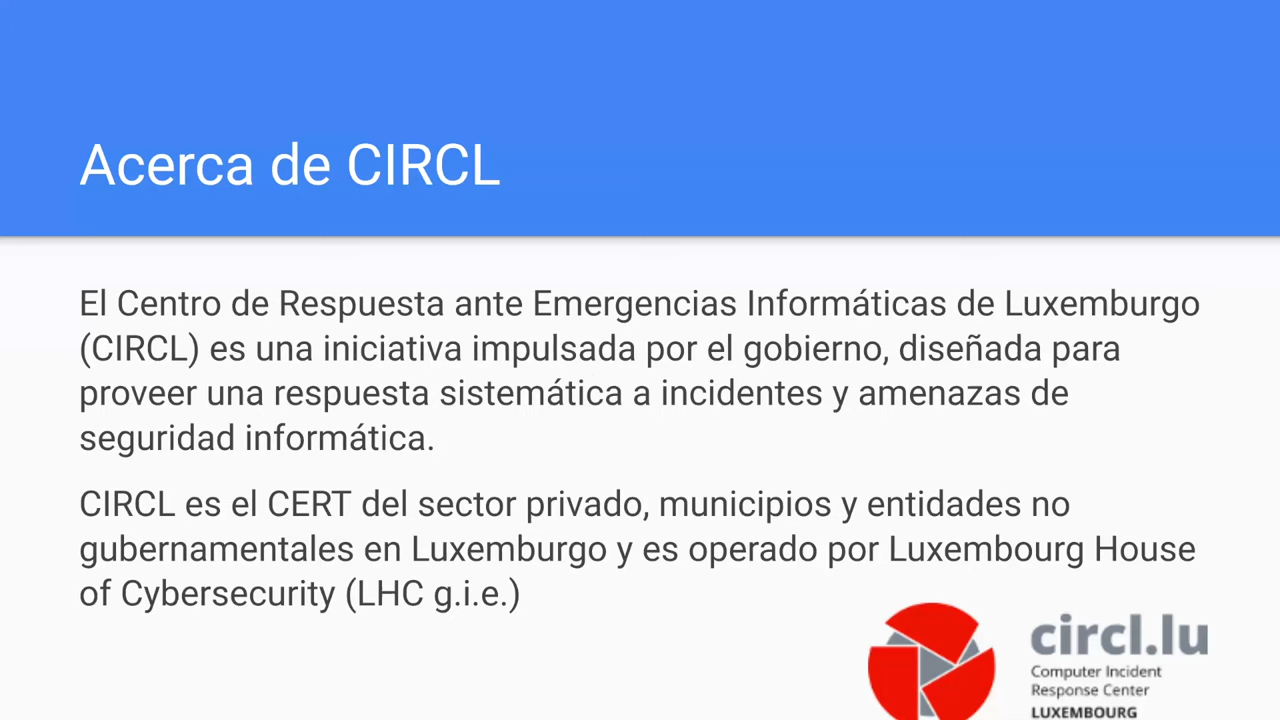 Acerca de CIRCL
El Centro de Respuesta ante Emergencias Informáticas de Luxemburgo
(CIRCL) es una iniciativa impulsada por el gobierno, diseñada para
proveer una respuesta sistemática a incidentes y amenazas de
seguridad informática.
CIRCL es el CERT del sector privado, municipios y entidades no
gubernamentales en Luxemburgo y es operado por Luxembourg House
of Cybersecurity (LHC g.i.e.)
circl.lu
Computer Incident
Response Center
LUXEMBOURG